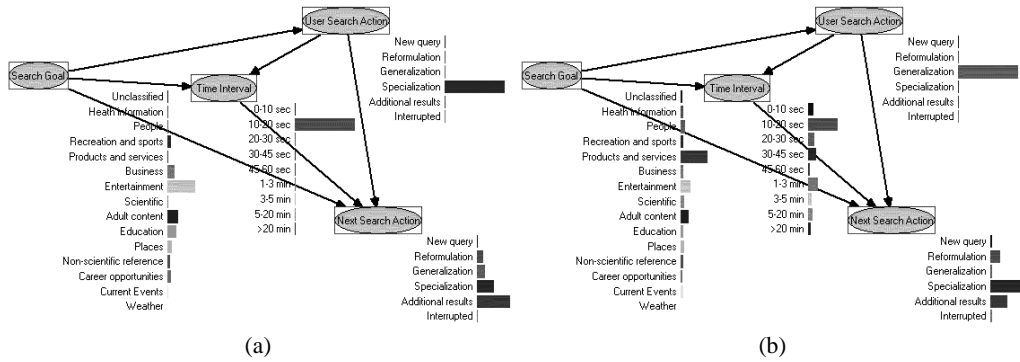 User Search Action
New query
Reformulation
Generalization
Specialization
Additional results
Interrupted
Search Goal
Time Interval
Unclassified
Heath Information
People
Recreation and sports
Products and services
Business
Entertainment
Scientific
Adult content
Education
Places
Non-scientific reference
Career opportunities
Current Events
Weather
0-10 sec
10-20 sec
20-30 sec
30-45 sec
45-60 sec
1-3 min
3-5 min
5-20 min
>20 min
Next Search Action
New query
Reformulation
Generalization
Specialization
Additional results
Interrupted
(a)
User Search Action
New query
Reformulation
Generalization
Specialization
Additional results
Interrupted
Search Goal
Time Interval
Unclassified
Heath Information
People
Recreation and sports
Products and services
Business
Entertainment
Scientific
Adult content
Education
Places
Non-scientific reference
Career opportunities
Current Events
Weather
0-10 sec
10-20 sec
20-30 sec
30-45 sec
45-60 sec
1-3 min
3-5 min
5-20 min
>20 min
Next Search Action
New query
Reformulation
Generalization
Specialization
Additional results
Interrupted
(b)